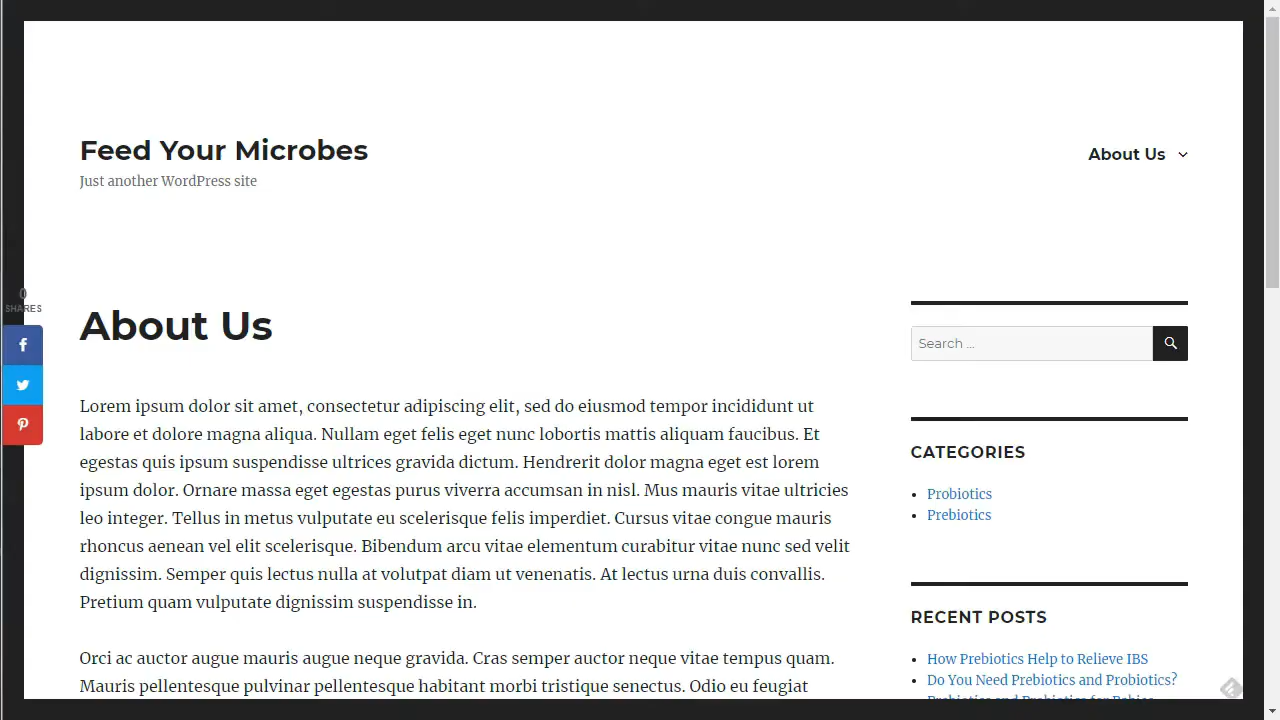 Feed Your Microbes
Just another WordPress site
About Us
0
SHARES
About Us
Lorem ipsum dolor sit amet, consectetur adipiscing elit, sed do eiusmod tempor incididunt ut
labore et dolore magna aliqua. Nullam eget felis eget nunc lobortis mattis aliquam faucibus. Et
egestas quis ipsum suspendisse ultrices gravida dictum. Hendrerit dolor magna eget est lorem
ipsum dolor. Ornare massa eget egestas purus viverra accumsan in nisl. Mus mauris vitae ultricies
leo integer. Tellus in metus vulputate eu scelerisque felis imperdiet. Cursus vitae congue mauris
rhoncus aenean vel elit scelerisque. Bibendum arcu vitae elementum curabitur vitae nunc sed velit
dignissim. Semper quis lectus nulla at volutpat diam ut venenatis. At lectus urna duis convallis.
Pretium quam vulputate dignissim suspendisse in.
Orci ac auctor augue mauris augue neque gravida. Cras semper auctor neque vitae tempus quam.
Mauris pellentesque pulvinar pellentesque habitant morbi tristique senectus. Odio eu feugiat
Search ...
CATEGORIES
Probiotics
Prebiotics
RECENT POSTS
How Prebiotics Help to Relieve IBS
Do You Need Prebiotics and Probiotics?